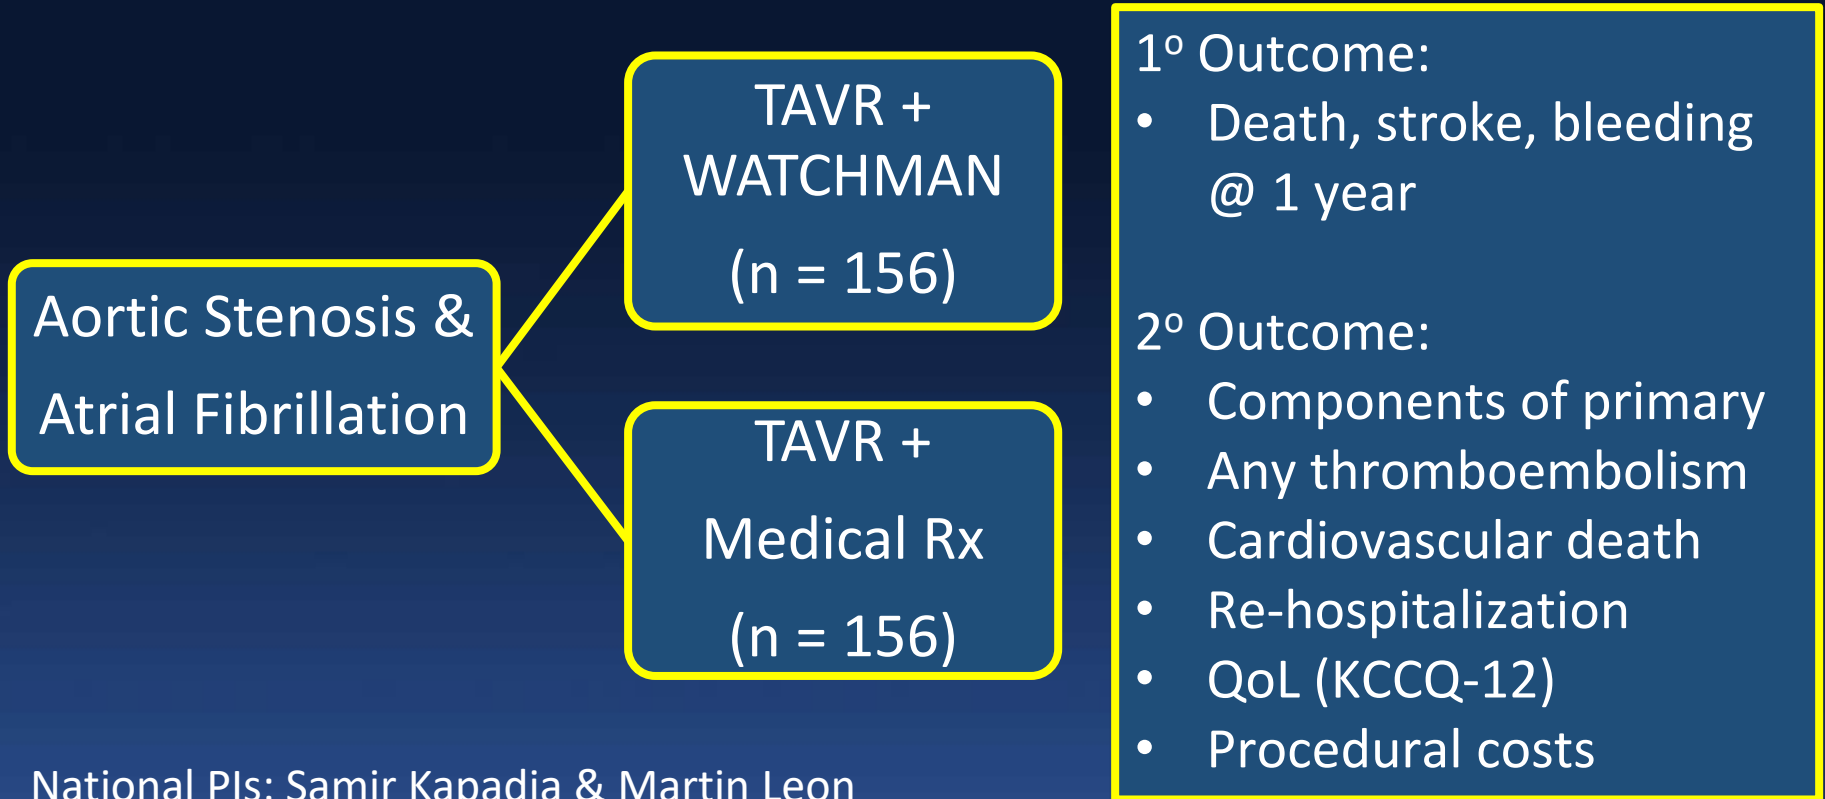 Aortic Stenosis &
Atrial Fibrillation
TAVR +
WATCHMAN
(n = 156)
TAVR +
Medical Rx
(n = 156)
1º Outcome:
• Death, stroke, bleeding
@ 1 year
2º Outcome:
• Components of primary
• Any thromboembolism
• Cardiovascular death
• Re-hospitalization
• QoL (KCCQ-12)
• Procedural costs
National PIs: Samir Kapadia & Martin Leon